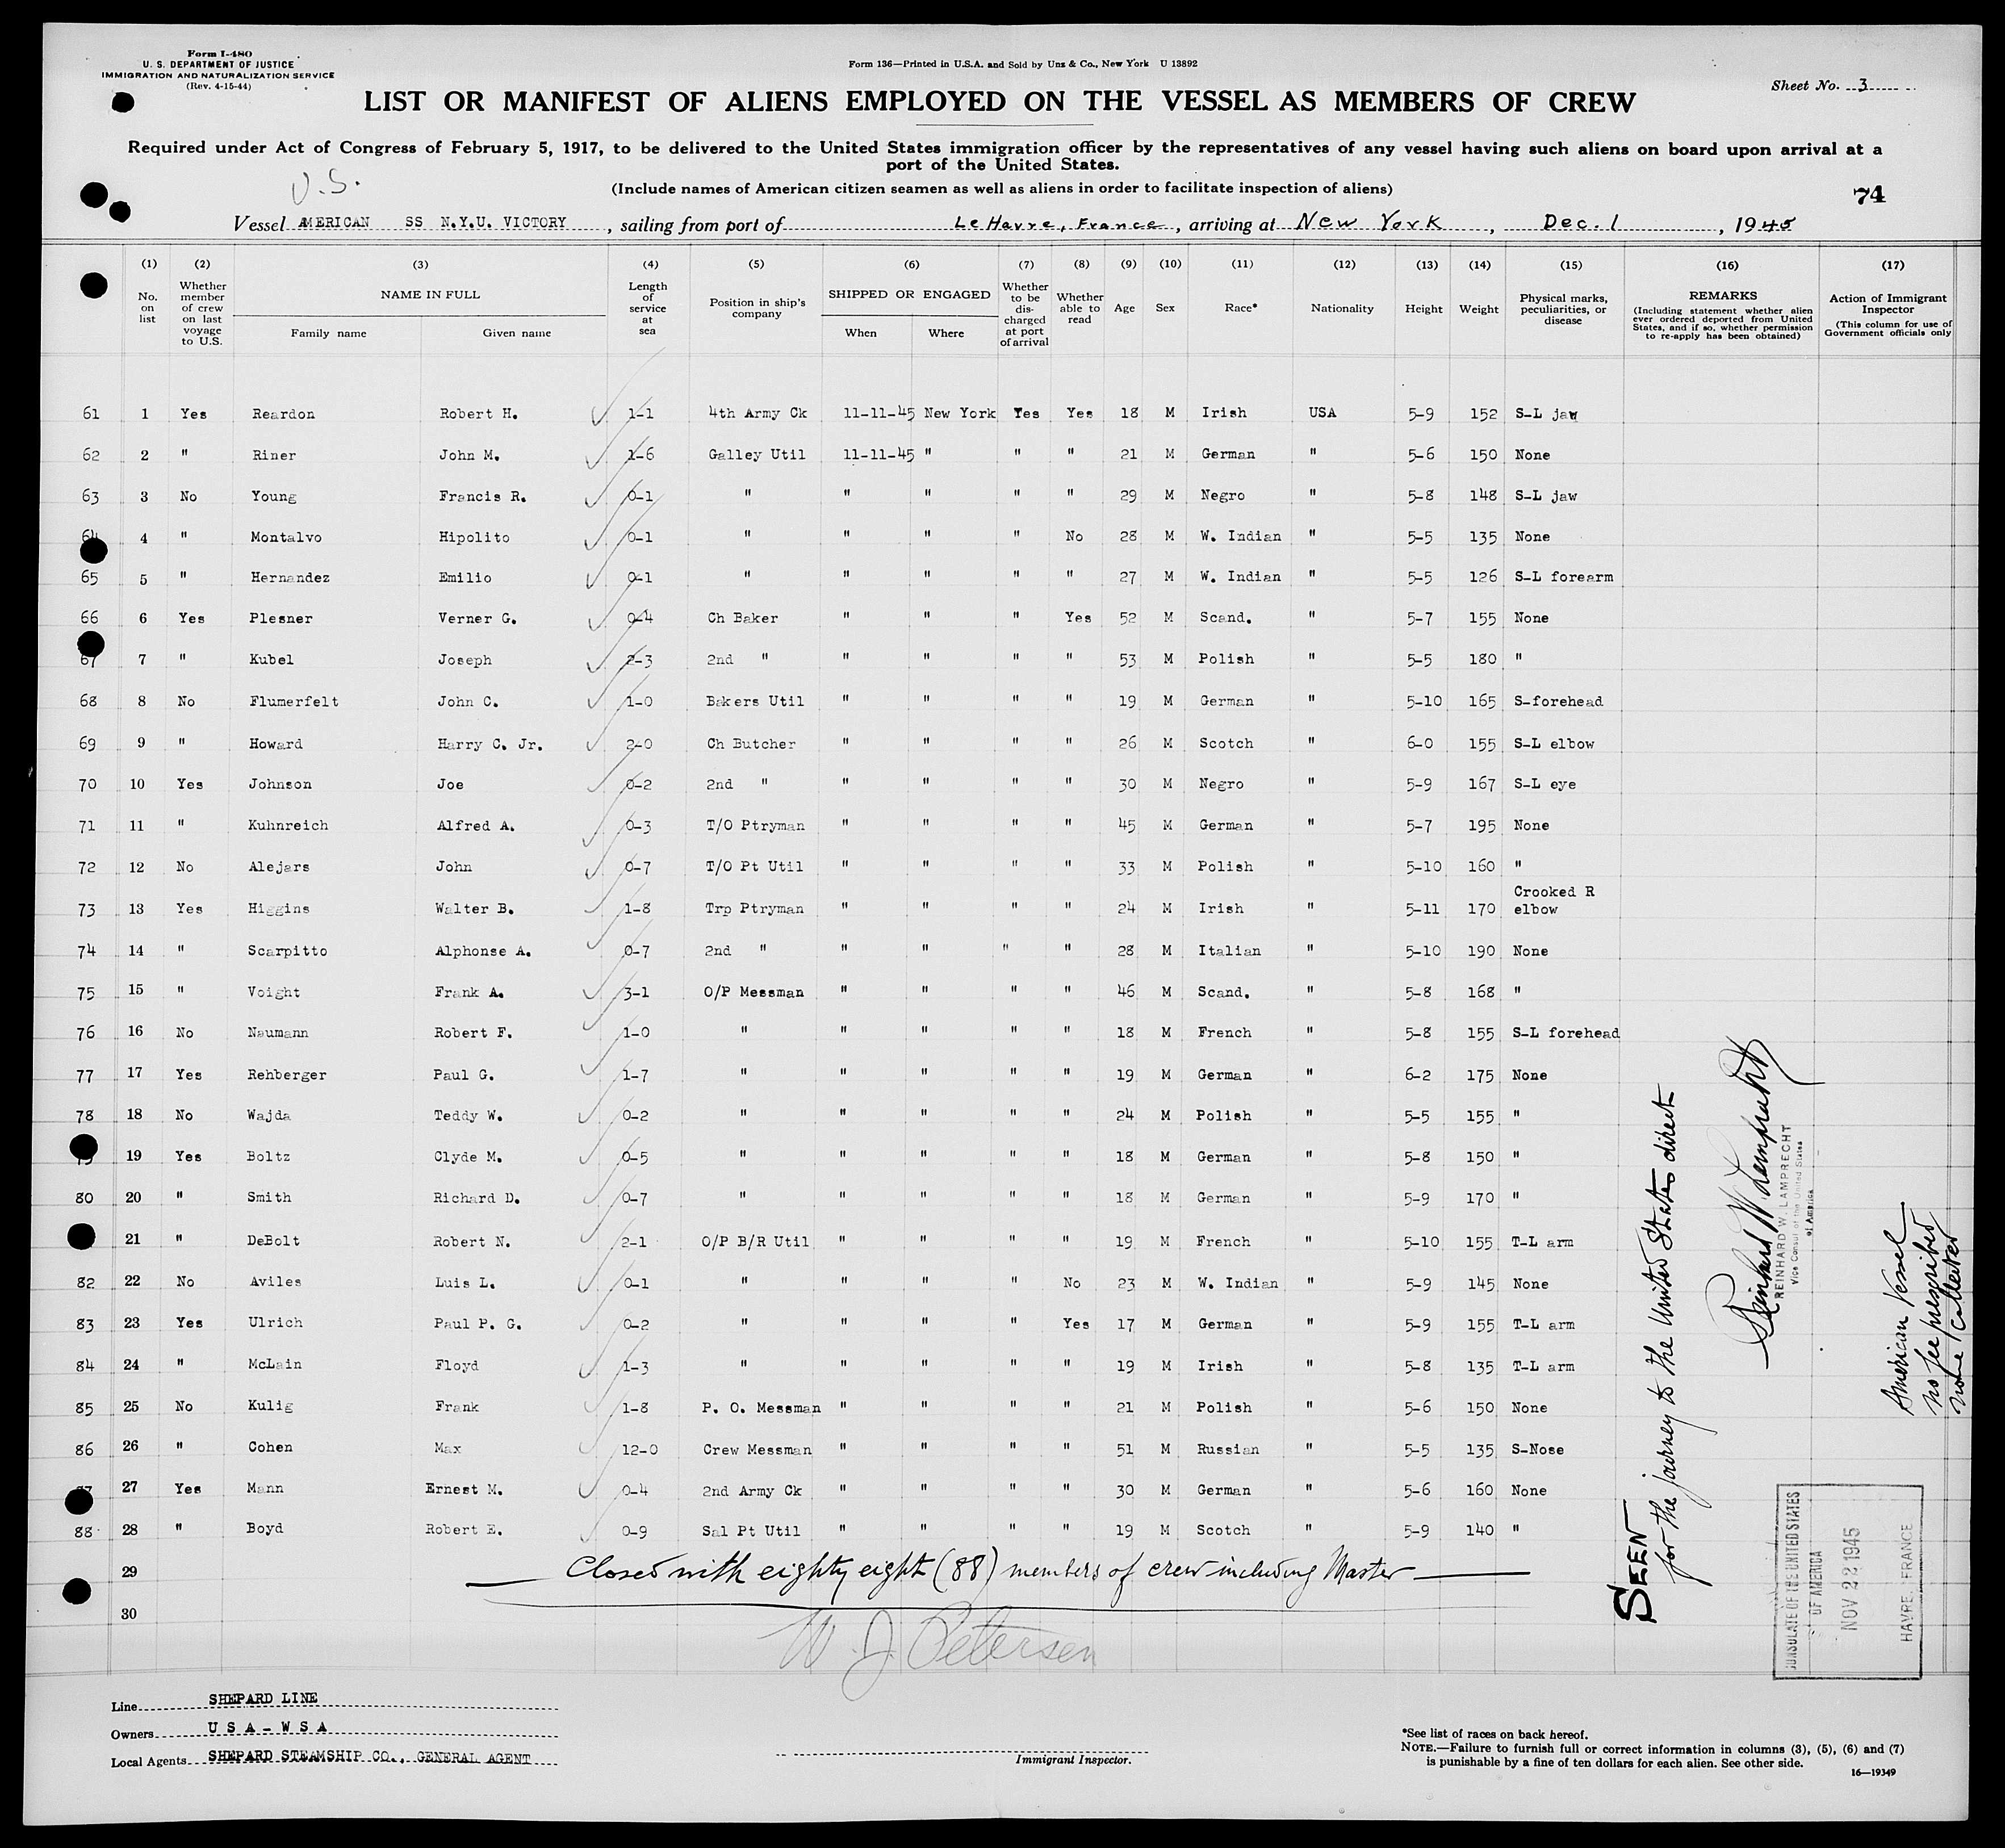 Form I-480
U. S. DEPARTMENT OF JUSTICE
IMMIGRATION AND NATURALIZATION SERVICE
(Rev. 4-15-44)
Form 136—Printed in U.S.A. and Sold by Unz & Co., New York U 13892
Sheet No. 3
LIST OR MANIFEST OF ALIENS EMPLOYED ON THE VESSEL AS MEMBERS OF CREW
Required under Act of Congress of February 5, 1917, to be delivered to the United States immigration officer by the representatives of any vessel having such aliens on board upon arrival at a
port of the United States.
U.S.
(Include names of American citizen seamen as well as aliens in order to facilitate inspection of aliens)
74
Vessel AMERICAN SS N.Y.U. VICTORY, sailing from port of Le Havre, France, arriving at New York, Dec. 1, 1945
(1) (2) (3) (4) (5) (6) (7) (8) (9) (10) (11) (12) (13) (14) (15) (16) (17)
No. on list
Whether member of crew on last voyage to U.S.
NAME IN FULL
Family name Given name
Length of service at sea
Position in ship's company
SHIPPED OR ENGAGED
When Where
Whether to be discharged at port of arrival
Whether able to read
Age Sex Race* Nationality Height Weight
Physical marks, peculiarities, or disease
REMARKS
(Including statement whether alien ever ordered deported from United States, and if so, whether permission to re-apply has been obtained)
Action of Immigrant Inspector
(This column for use of Government officials only
61 1 Yes Reardon Robert H. 1-1 4th Army Ck 11-11-45 New York Yes Yes 18 M Irish USA 5-9 152 S-L jaw
62 2 " Riner John M. 1-6 Galley Util 11-11-45 " " " 21 M German " 5-6 150 None
63 3 No Young Francis R. 0-1 " " " " " 29 M Negro " 5-8 148 S-L jaw
64 4 " Montalvo Hipolito 0-1 " " " " No 28 M W. Indian " 5-5 135 None
65 5 " Hernandez Emilio 0-1 " " " " " 27 M W. Indian " 5-5 126 S-L forearm
66 6 Yes Plesner Verner G. 0-4 Ch Baker " " " Yes 52 M Scand. " 5-7 155 None
67 7 " Kubel Joseph 2-3 2nd " " " " " 53 M Polish " 5-5 180 "
68 8 No Flumerfelt John C. 1-0 Bakers Util " " " " 19 M German " 5-10 165 S-forehead
69 9 " Howard Harry C. Jr. 2-0 Ch Butcher " " " " 26 M Scotch " 6-0 155 S-L elbow
70 10 Yes Johnson Joe 0-2 2nd " " " " " 30 M Negro " 5-9 167 S-L eye
71 11 " Kuhnreich Alfred A. 0-3 T/O Ptryman " " " " 45 M German " 5-7 195 None
72 12 No Alejars John 0-7 T/O Pt Util " " " " 33 M Polish " 5-10 160 "
73 13 Yes Higgins Walter B. 1-8 Trp Ptryman " " " " 24 M Irish " 5-11 170 Crooked R elbow
74 14 " Scarpitto Alphonse A. 0-7 2nd " " " " " 28 M Italian " 5-10 190 None
75 15 " Voight Frank A. 3-1 O/P Messman " " " " 46 M Scand. " 5-8 168 "
76 16 No Naumann Robert F. 1-0 " " " " " 18 M French " 5-8 155 S-L forehead
77 17 Yes Rehberger Paul G. 1-7 " " " " " 19 M German " 6-2 175 None
78 18 No Wajda Teddy W. 0-2 " " " " " 24 M Polish " 5-5 155 "
19 Yes Boltz Clyde M. 0-5 " " " " " 18 M German " 5-8 150 "
80 20 " Smith Richard D. 0-7 " " " " " 18 M German " 5-9 170 "
21 " DeBolt Robert N. 2-1 O/P B/R Util " " " " 19 M French " 5-10 155 T-L arm
82 22 No Aviles Luis L. 0-1 " " " " No 23 M W. Indian " 5-9 145 None
83 23 Yes Ulrich Paul P. G. 0-2 " " " " Yes 17 M German " 5-9 155 T-L arm
84 24 " McLain Floyd 1-3 " " " " " 19 M Irish " 5-8 135 T-L arm
85 25 No Kulig Frank 1-8 P. O. Messman " " " " 21 M Polish " 5-6 150 None
86 26 " Cohen Max 12-0 Crew Messman " " " " 51 M Russian " 5-5 135 S-Nose
27 Yes Mann Ernest M. 0-4 2nd Army Ck " " " " 30 M German " 5-6 160 None
88 28 " Boyd Robert E. 0-9 Sal Pt Util " " " " 19 M Scotch " 5-9 140 "
29 Closed with eighty eight (88) members of crew including Master
30
W. J. Petersen
SEEN
for the journey to the United States direct
Reinhard W. Lamprecht
REINHARD W. LAMPRECHT
Vice Consul of the United States
of America
American Vessel
no fee prescribed
none collected
CONSULATE OF THE UNITED STATES
OF AMERICA
NOV 22 1945
HAVRE, FRANCE
Line SHEPARD LINE
Owners U S A - W S A
Local Agents SHEPARD STEAMSHIP CO., GENERAL AGENT
Immigrant Inspector.
*See list of races on back hereof.
NOTE.—Failure to furnish full or correct information in columns (3), (5), (6) and (7)
is punishable by a fine of ten dollars for each alien. See other side.
16—19349